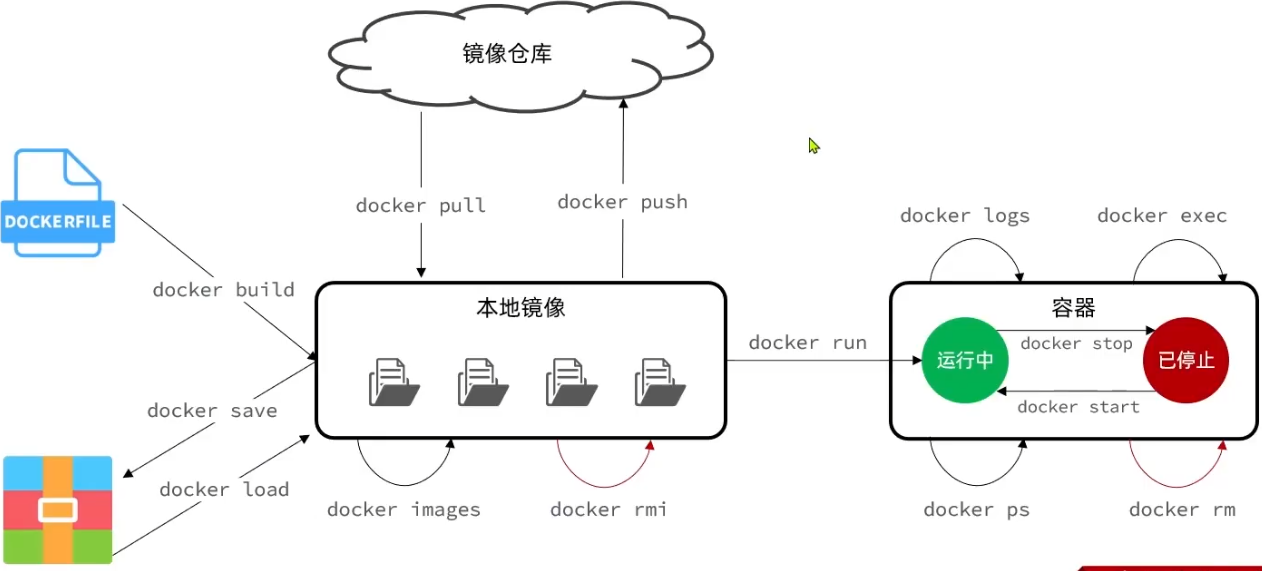 镜像仓库
DOCKERFILE
docker pull
docker push
docker logs
docker exec
docker build
本地镜像
容器
docker run
运行中
docker stop
已停止
docker start
docker save
docker load
docker images
docker rmi
docker ps
docker rm